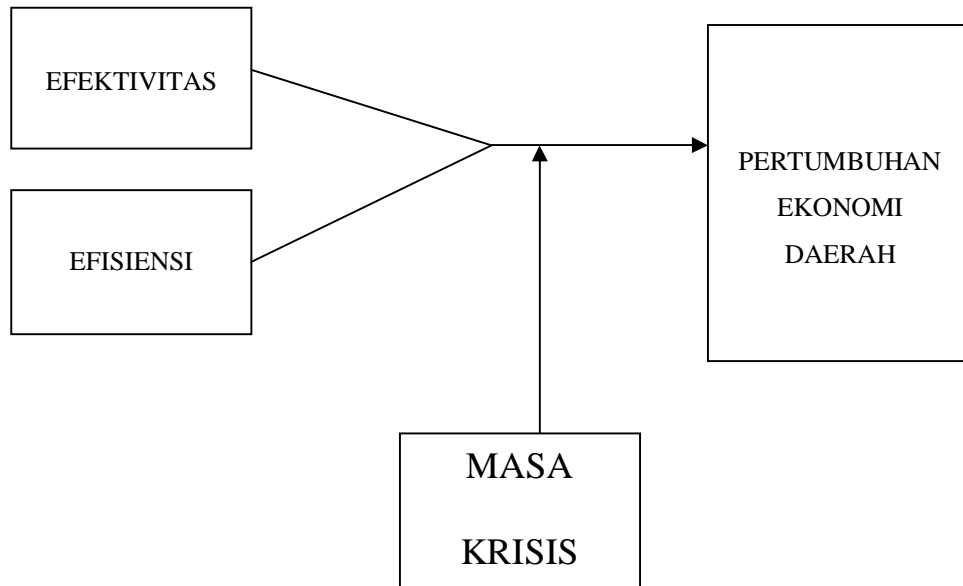 EFEKTIVITAS
EFISIENSI
PERTUMBUHAN
EKONOMI
DAERAH
MASA
KRISIS